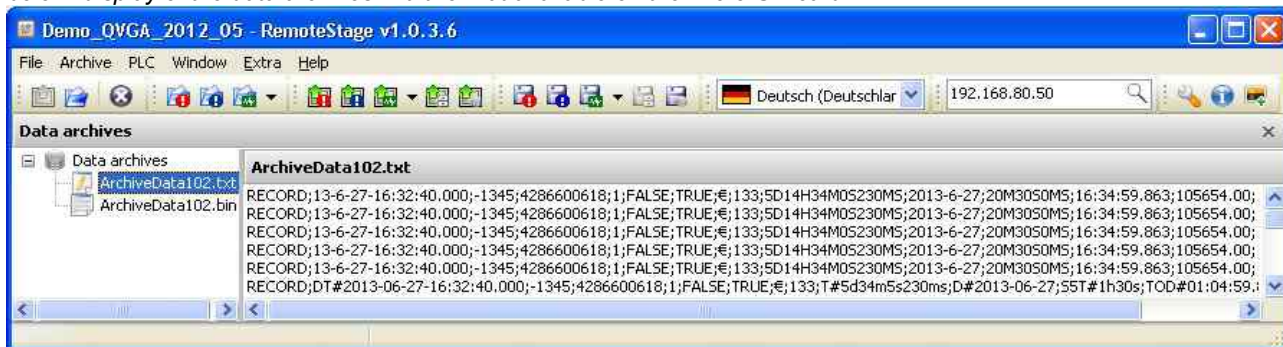 Demo_QVGA_2012_05 - RemoteStage v1.0.3.6
File Archive PLC Window Extra Help
Deutsch (Deutschlar 192.168.80.50
Data archives
Data archives
ArchiveData102.txt
ArchiveData102.bin
ArchiveData102.txt
RECORD;13-6-27-16:32:40.000;-1345;4286600618;1;FALSE;TRUE;€;133;5D14H34M0S230MS;2013-6-27;20M30S0MS;16:34:59.863;105654.00;
RECORD;13-6-27-16:32:40.000;-1345;4286600618;1;FALSE;TRUE;€;133;5D14H34M0S230MS;2013-6-27;20M30S0MS;16:34:59.863;105654.00;
RECORD;13-6-27-16:32:40.000;-1345;4286600618;1;FALSE;TRUE;€;133;5D14H34M0S230MS;2013-6-27;20M30S0MS;16:34:59.863;105654.00;
RECORD;13-6-27-16:32:40.000;-1345;4286600618;1;FALSE;TRUE;€;133;5D14H34M0S230MS;2013-6-27;20M30S0MS;16:34:59.863;105654.00;
RECORD;13-6-27-16:32:40.000;-1345;4286600618;1;FALSE;TRUE;€;133;5D14H34M0S230MS;2013-6-27;20M30S0MS;16:34:59.863;105654.00;
RECORD;DT#2013-06-27-16:32:40.000;-1345;4286600618;1;FALSE;TRUE;€;133;T#5d34m5s230ms;D#2013-06-27;S5T#1h30s;TOD#01:04:59.